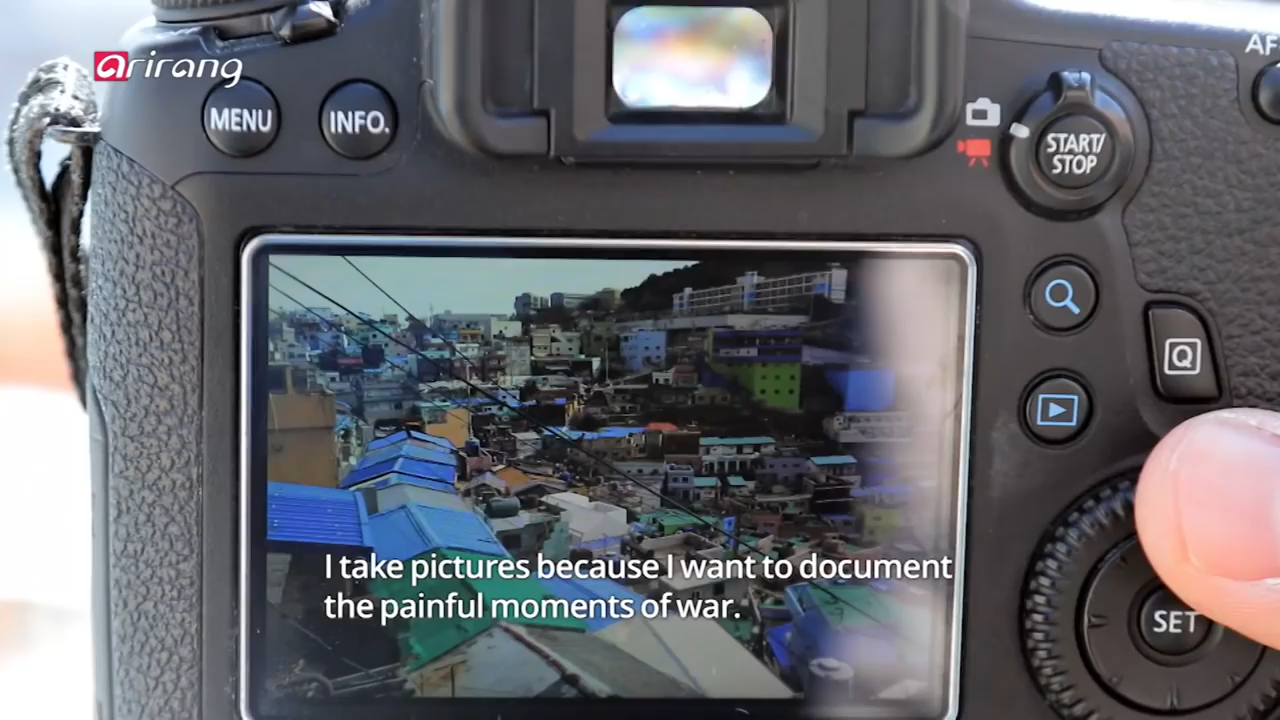 arirang
MENU
INFO.
AF
START/
STOP
Q
I take pictures because I want to document
the painful moments of war.
SET